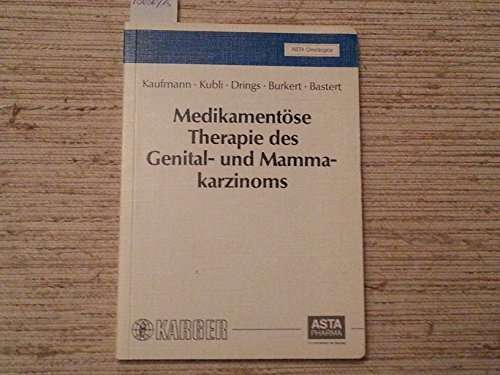 ASTA Onkologie
Kaufmann · Kubli · Drings · Burkert · Bastert
Medikamentöse
Therapie des
Genital- und Mamma-
karzinoms
KARGER
ASTA
PHARMA